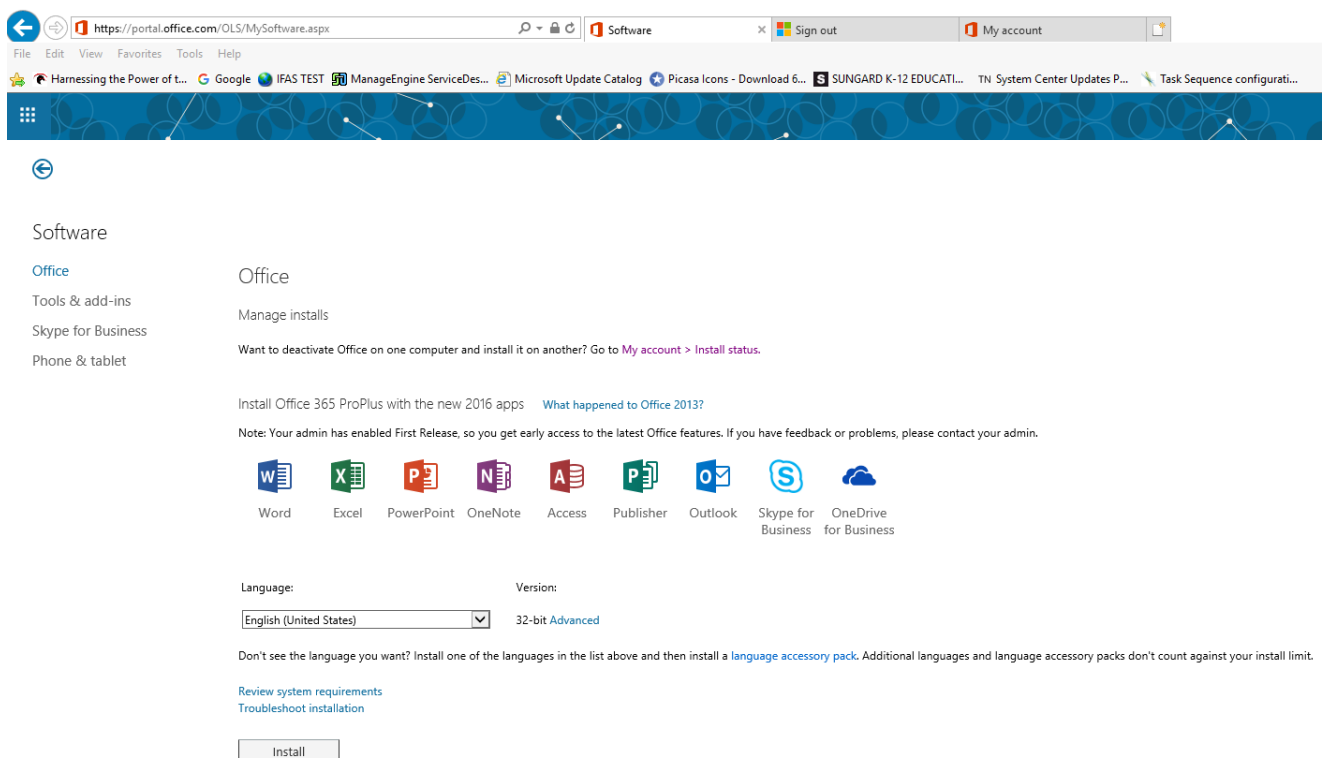 https://portal.office.com/OLS/MySoftware.aspx
Software
Sign out
My account
File Edit View Favorites Tools Help
Harnessing the Power of t... Google IFAS TEST ManageEngine ServiceDes... Microsoft Update Catalog Picasa Icons - Download 6... SUNGARD K-12 EDUCATI... TN System Center Updates P... Task Sequence configurati...
Software
Office
Tools & add-ins
Skype for Business
Phone & tablet
Office
Manage installs
Want to deactivate Office on one computer and install it on another? Go to My account > Install status.
Install Office 365 ProPlus with the new 2016 apps What happened to Office 2013?
Note: Your admin has enabled First Release, so you get early access to the latest Office features. If you have feedback or problems, please contact your admin.
Word Excel PowerPoint OneNote Access Publisher Outlook Skype for Business OneDrive for Business
Language: Version:
English (United States) 32-bit Advanced
Don't see the language you want? Install one of the languages in the list above and then install a language accessory pack. Additional languages and language accessory packs don't count against your install limit.
Review system requirements
Troubleshoot installation
Install